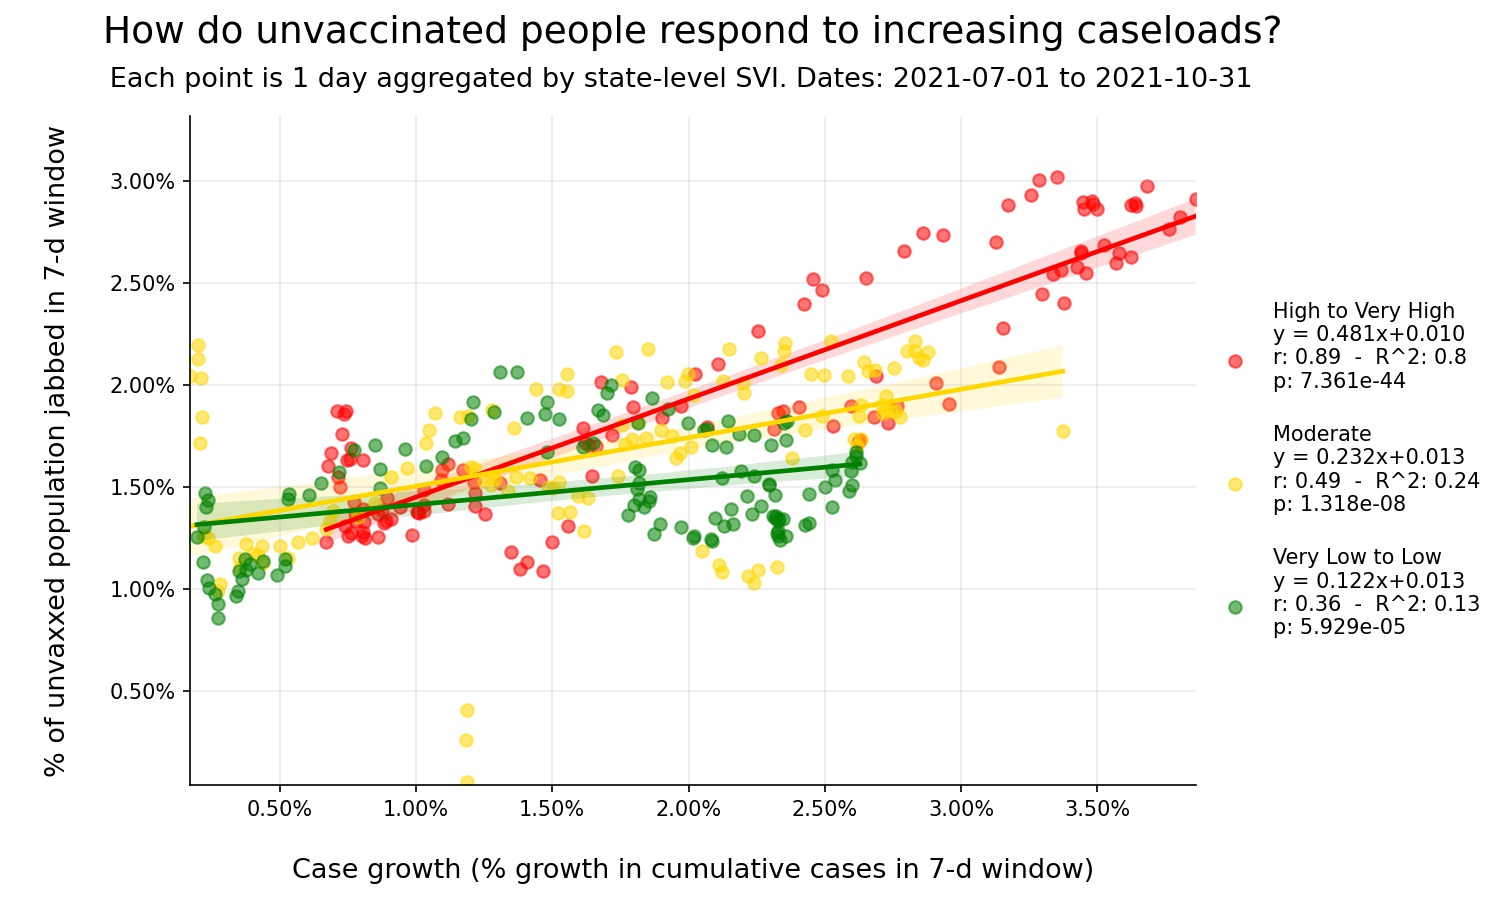 How do unvaccinated people respond to increasing caseloads?
Each point is 1 day aggregated by state-level SVI. Dates: 2021-07-01 to 2021-10-31
% of unvaxxed population jabbed in 7-d window
3.00%
2.50%
2.00%
1.50%
1.00%
0.50%
0.50%
1.00%
1.50%
2.00%
2.50%
3.00%
3.50%
Case growth (% growth in cumulative cases in 7-d window)
High to Very High
y = 0.481x+0.010
r: 0.89 - R^2: 0.8
p: 7.361e-44
Moderate
y = 0.232x+0.013
r: 0.49 - R^2: 0.24
p: 1.318e-08
Very Low to Low
y = 0.122x+0.013
r: 0.36 - R^2: 0.13
p: 5.929e-05